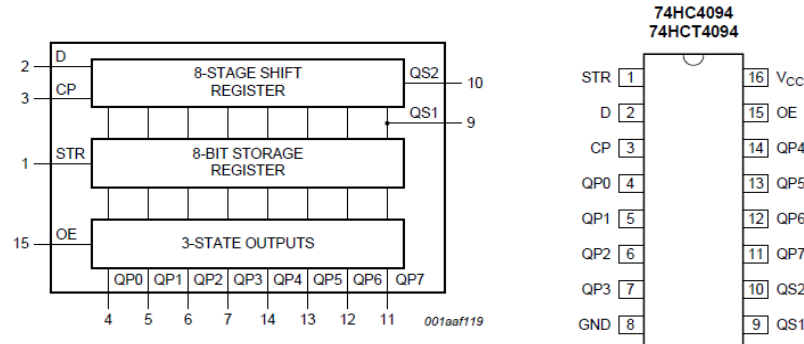 D
2
CP
3
8-STAGE SHIFT
REGISTER
QS2
10
QS1
9
STR
1
8-BIT STORAGE
REGISTER
OE
15
3-STATE OUTPUTS
QP0 QP1 QP2 QP3 QP4 QP5 QP6 QP7
4 5 6 7 14 13 12 11 001aaf119
74HC4094
74HCT4094
STR 1 16 VCC
D 2 15 OE
CP 3 14 QP4
QP0 4 13 QP5
QP1 5 12 QP6
QP2 6 11 QP7
QP3 7 10 QS2
GND 8 9 QS1